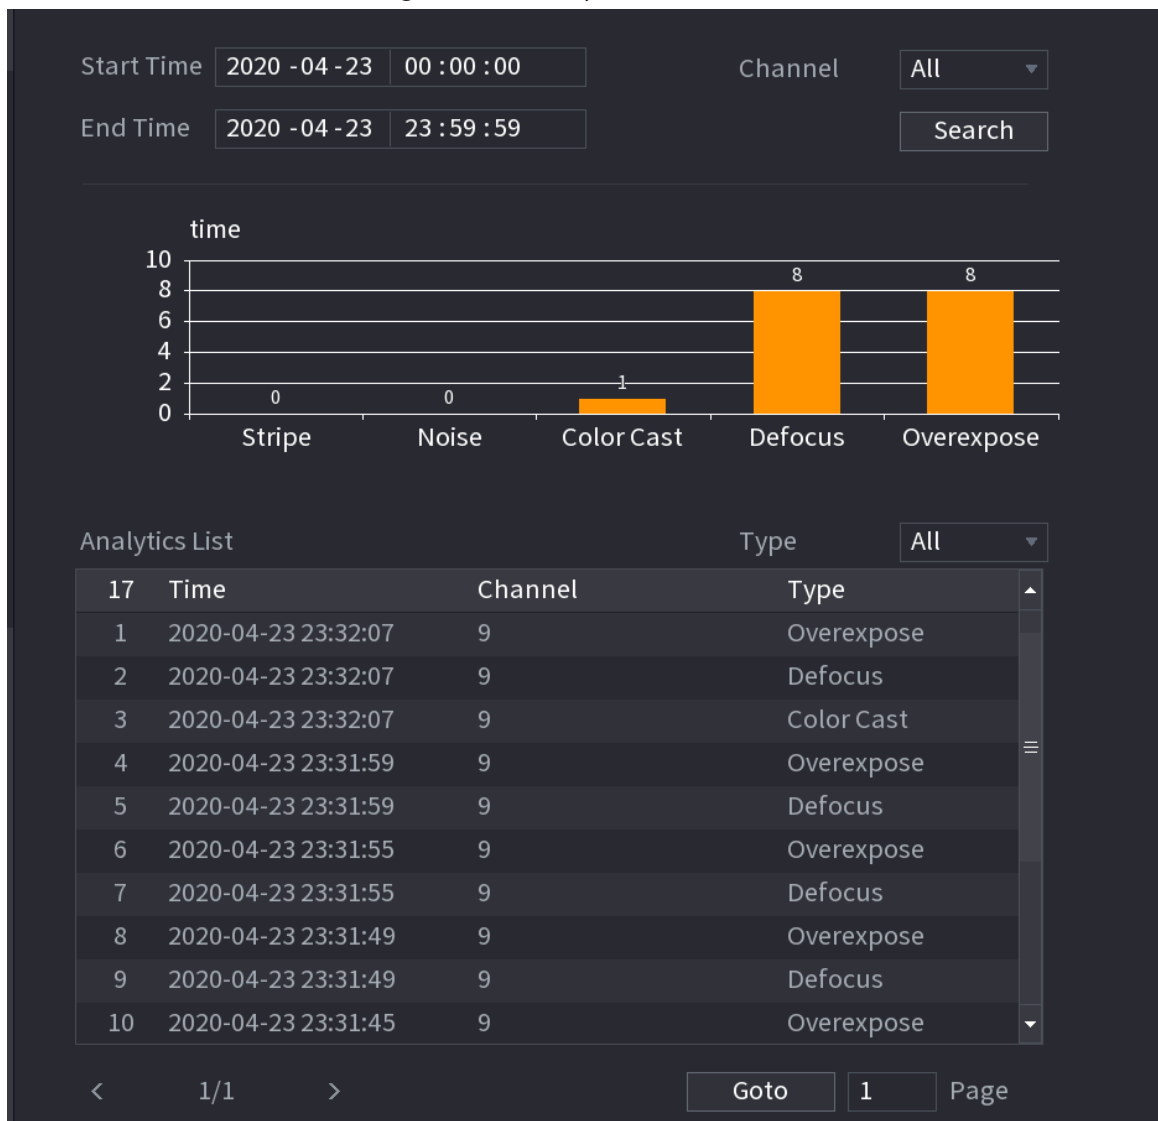 Start Time 2020 -04 -23 00 : 00 : 00 Channel All
End Time 2020 -04 -23 23 : 59 : 59 Search
time
10
8
6
4
2
0
0 0 1 8 8
Stripe Noise Color Cast Defocus Overexpose
Analytics List Type All
17 Time Channel Type
1 2020-04-23 23:32:07 9 Overexpose
2 2020-04-23 23:32:07 9 Defocus
3 2020-04-23 23:32:07 9 Color Cast
4 2020-04-23 23:31:59 9 Overexpose
5 2020-04-23 23:31:59 9 Defocus
6 2020-04-23 23:31:55 9 Overexpose
7 2020-04-23 23:31:55 9 Defocus
8 2020-04-23 23:31:49 9 Overexpose
9 2020-04-23 23:31:49 9 Defocus
10 2020-04-23 23:31:45 9 Overexpose
< 1/1 > Goto 1 Page